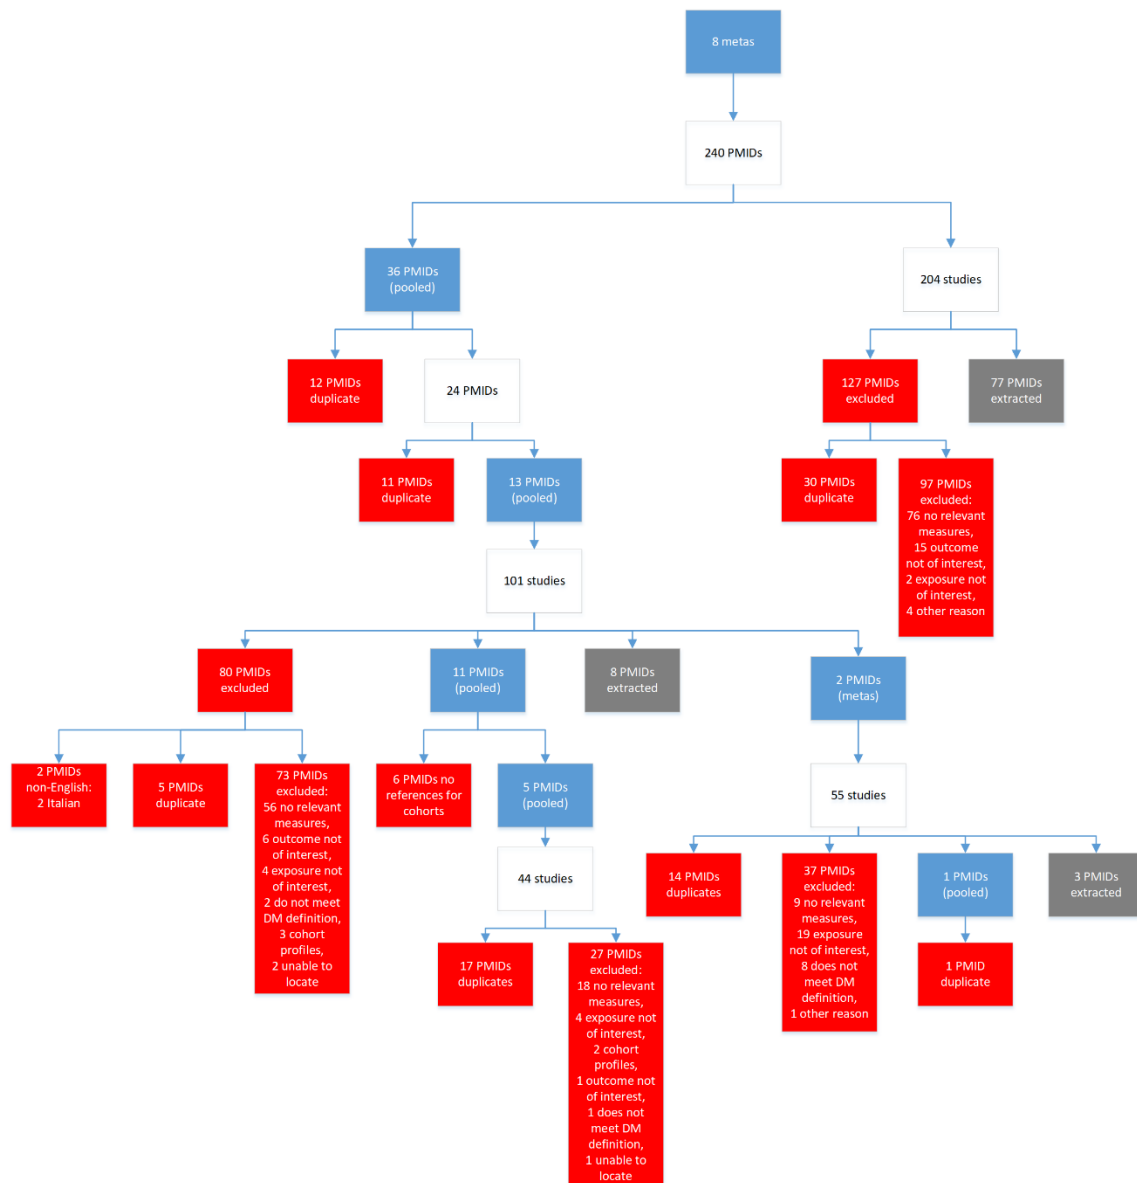 8 metas
240 PMIDs
36 PMIDs
(pooled)
204 studies
12 PMIDs
duplicate
24 PMIDs
127 PMIDs
excluded
77 PMIDs
extracted
11 PMIDs
duplicate
13 PMIDs
(pooled)
30 PMIDs
duplicate
97 PMIDs
excluded:
76 no relevant
measures,
15 outcome
not of interest,
2 exposure not
of interest,
4 other reason
101 studies
80 PMIDs
excluded
11 PMIDs
(pooled)
8 PMIDs
extracted
2 PMIDs
(metas)
2 PMIDs
non-English:
2 Italian
5 PMIDs
duplicate
73 PMIDs
excluded:
56 no relevant
measures,
6 outcome not
of interest,
4 exposure not
of interest,
2 do not meet
DM definition,
3 cohort
profiles,
2 unable to
locate
6 PMIDs no
references for
cohorts
5 PMIDs
(pooled)
55 studies
44 studies
14 PMIDs
duplicates
37 PMIDs
excluded:
9 no relevant
measures,
19 exposure
not of interest,
8 does not
meet DM
definition,
1 other reason
1 PMIDs
(pooled)
3 PMIDs
extracted
17 PMIDs
duplicates
27 PMIDs
excluded:
18 no relevant
measures,
4 exposure not
of interest,
2 cohort
profiles,
1 outcome not
of interest,
1 does not
meet DM
definition,
1 unable to
locate
1 PMID
duplicate